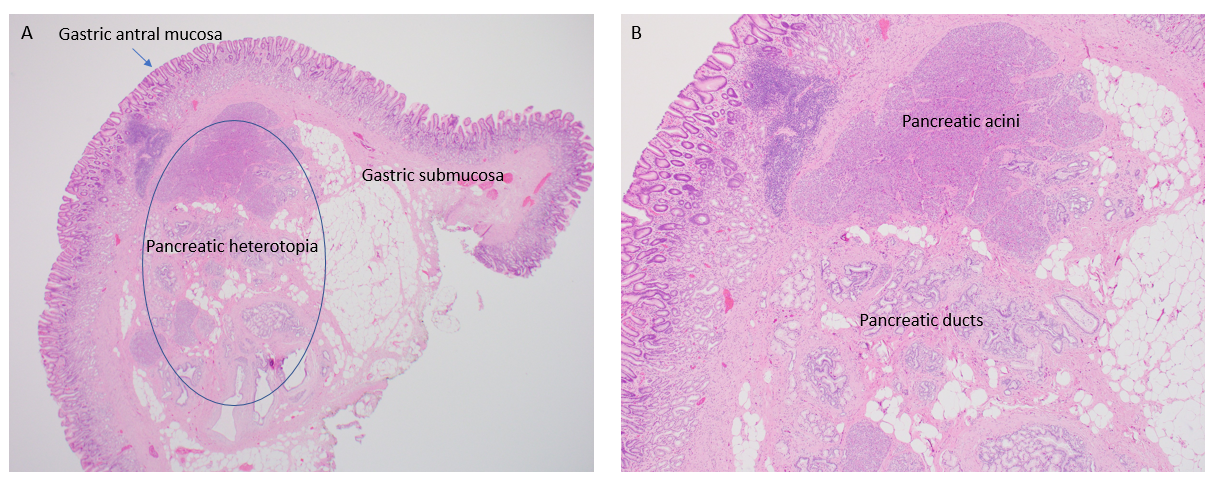 A
Gastric antral mucosa
Gastric submucosa
Pancreatic heterotopia
B
Pancreatic acini
Pancreatic ducts